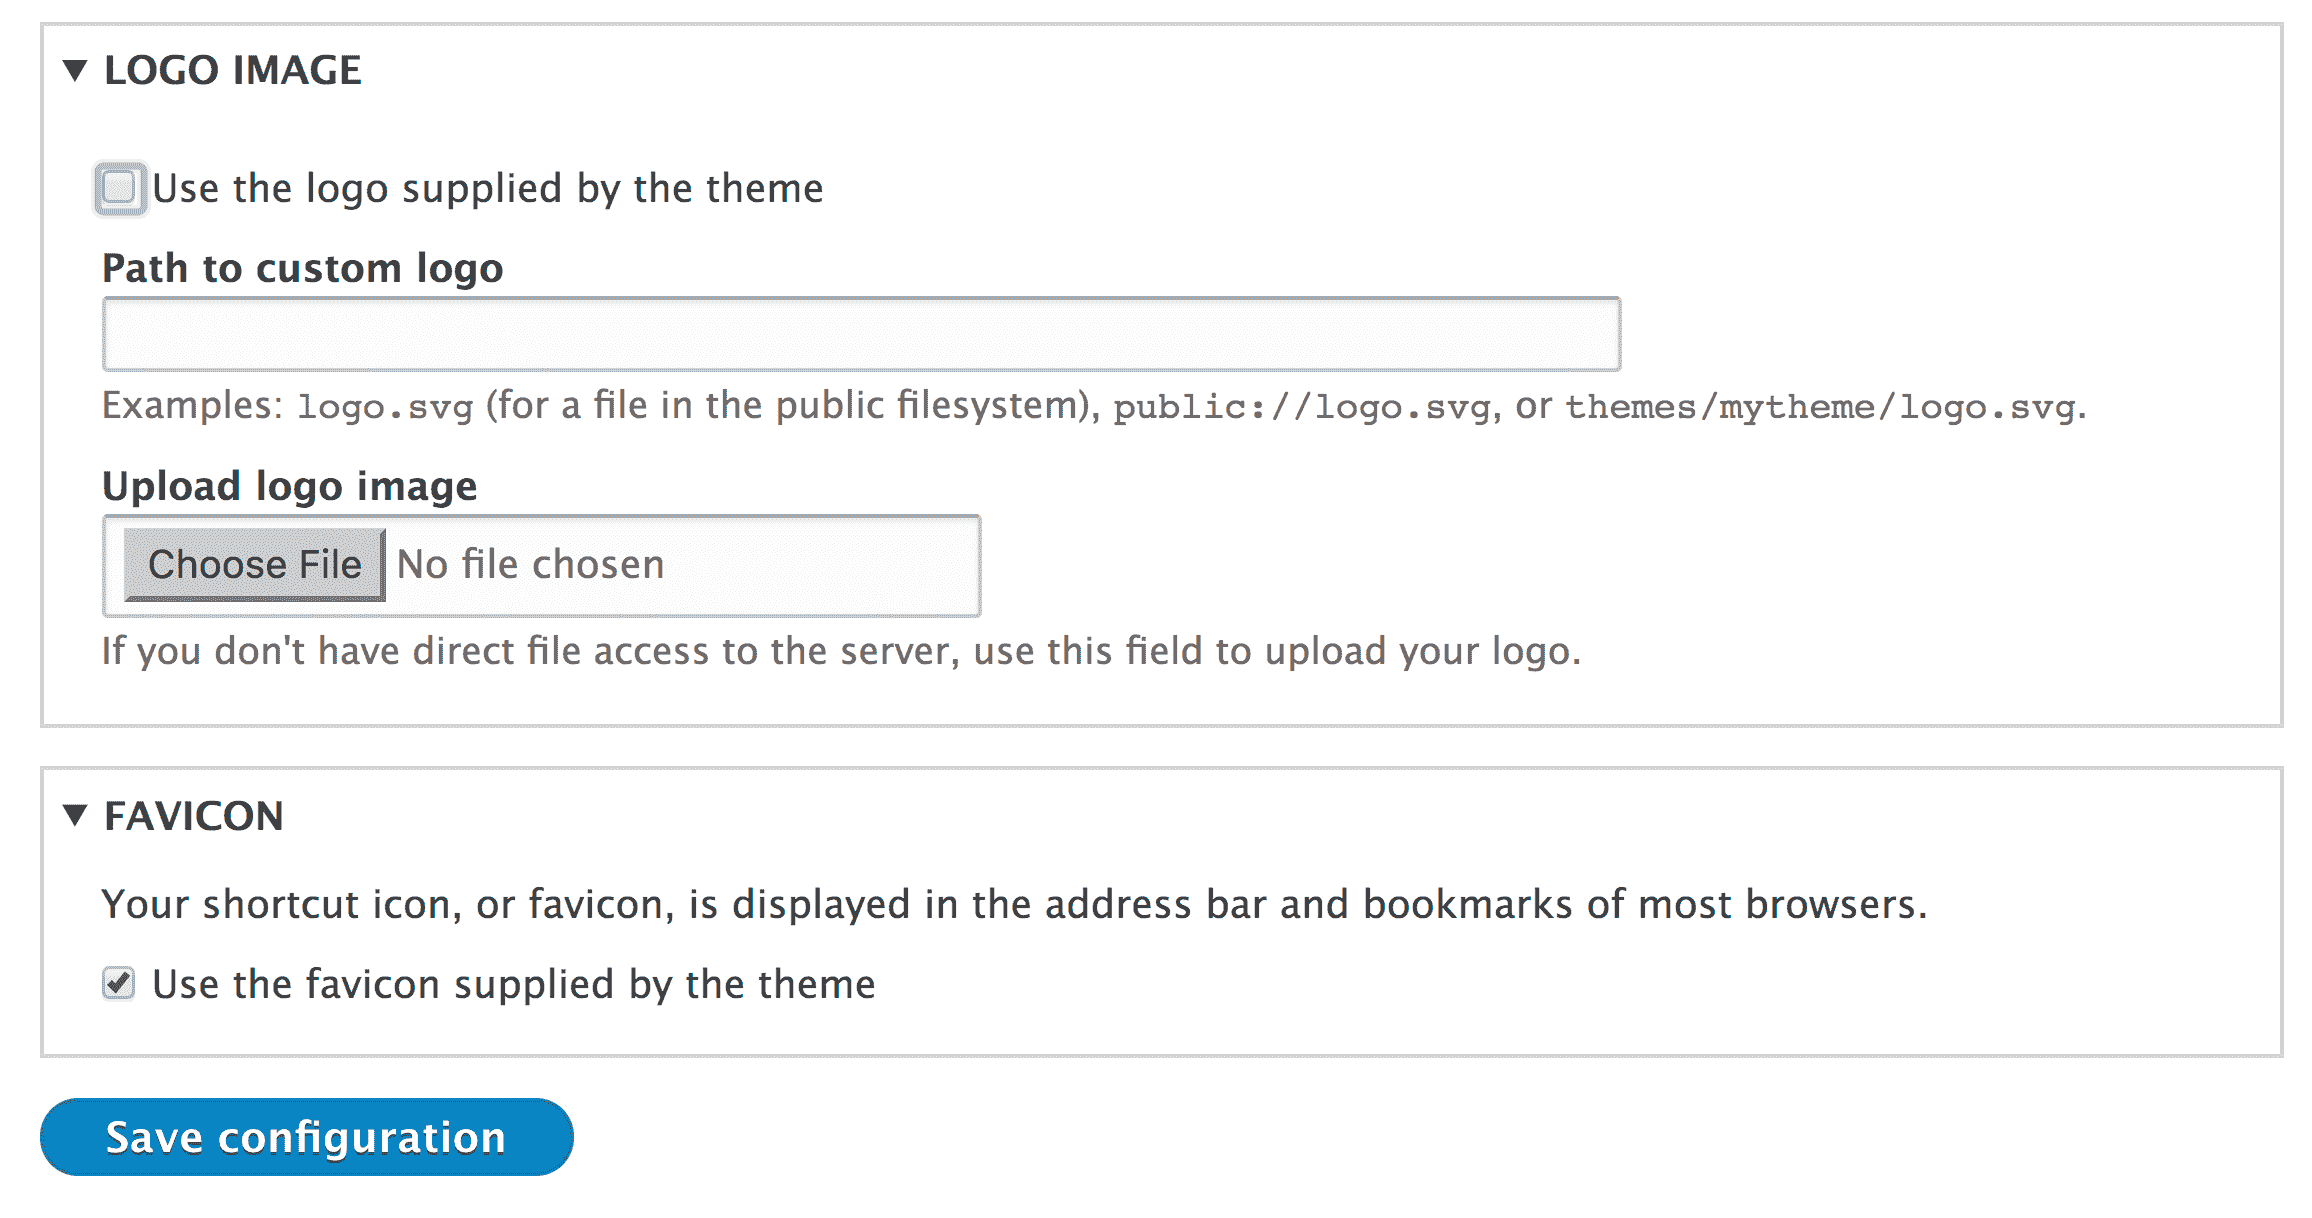 LOGO IMAGE
Use the logo supplied by the theme
Path to custom logo
Examples: logo.svg (for a file in the public filesystem), public://logo.svg, or themes/mytheme/logo.svg.
Upload logo image
Choose File No file chosen
If you don't have direct file access to the server, use this field to upload your logo.
FAVICON
Your shortcut icon, or favicon, is displayed in the address bar and bookmarks of most browsers.
Use the favicon supplied by the theme
Save configuration